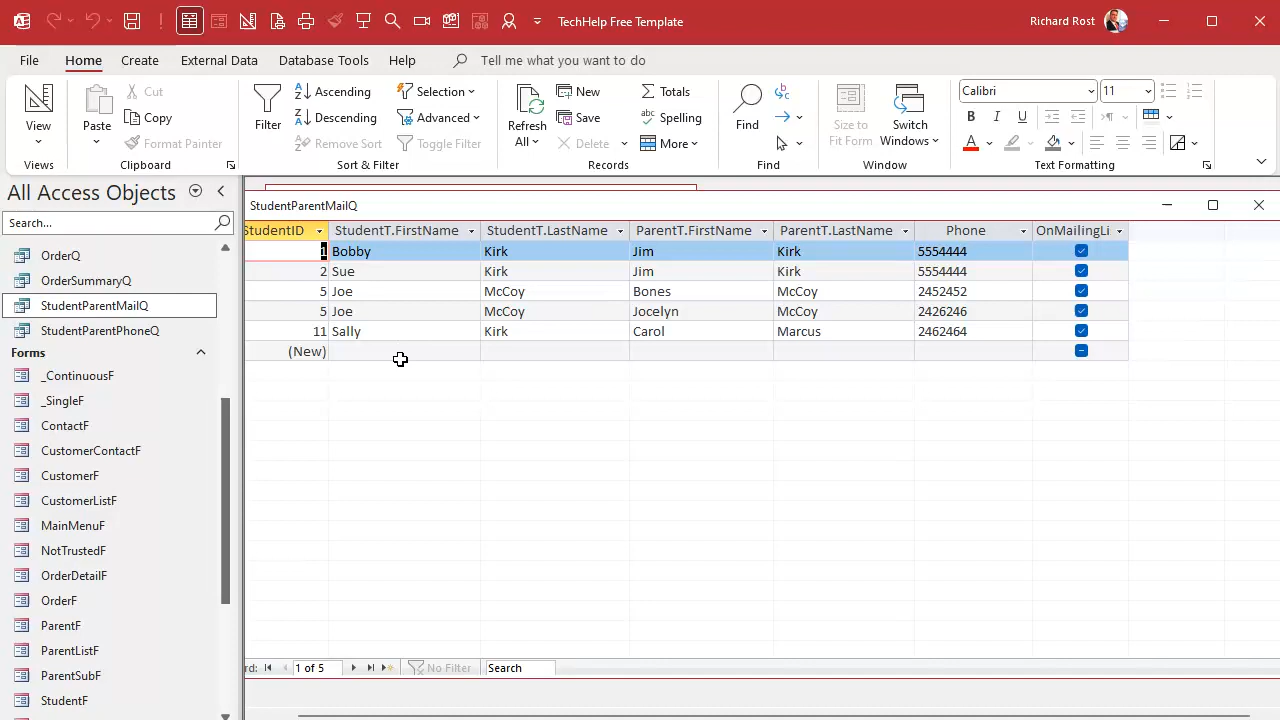 TechHelp Free Template
Richard Rost
File Home Create External Data Database Tools Help Tell me what you want to do
View
Views
Paste
Cut
Copy
Format Painter
Clipboard
Filter
Ascending
Descending
Remove Sort
Selection
Advanced
Toggle Filter
Sort & Filter
Refresh
All
New
Save
Delete
Totals
Spelling
More
Records
Find
Find
Size to
Fit Form
Switch
Windows
Window
Calibri 11
B I U
A
Text Formatting
All Access Objects
Search...
OrderQ
OrderSummaryQ
StudentParentMailQ
StudentParentPhoneQ
Forms
_ContinuousF
_SingleF
ContactF
CustomerContactF
CustomerF
CustomerListF
MainMenuF
NotTrustedF
OrderDetailF
OrderF
ParentF
ParentListF
ParentSubF
StudentF
StudentParentMailQ
StudentID StudentT.FirstName StudentT.LastName ParentT.FirstName ParentT.LastName Phone OnMailingLi
1 Bobby Kirk Jim Kirk 5554444
2 Sue Kirk Jim Kirk 5554444
5 Joe McCoy Bones McCoy 2452452
5 Joe McCoy Jocelyn McCoy 2426246
11 Sally Kirk Carol Marcus 2462464
(New)
rd: 1 of 5 No Filter Search